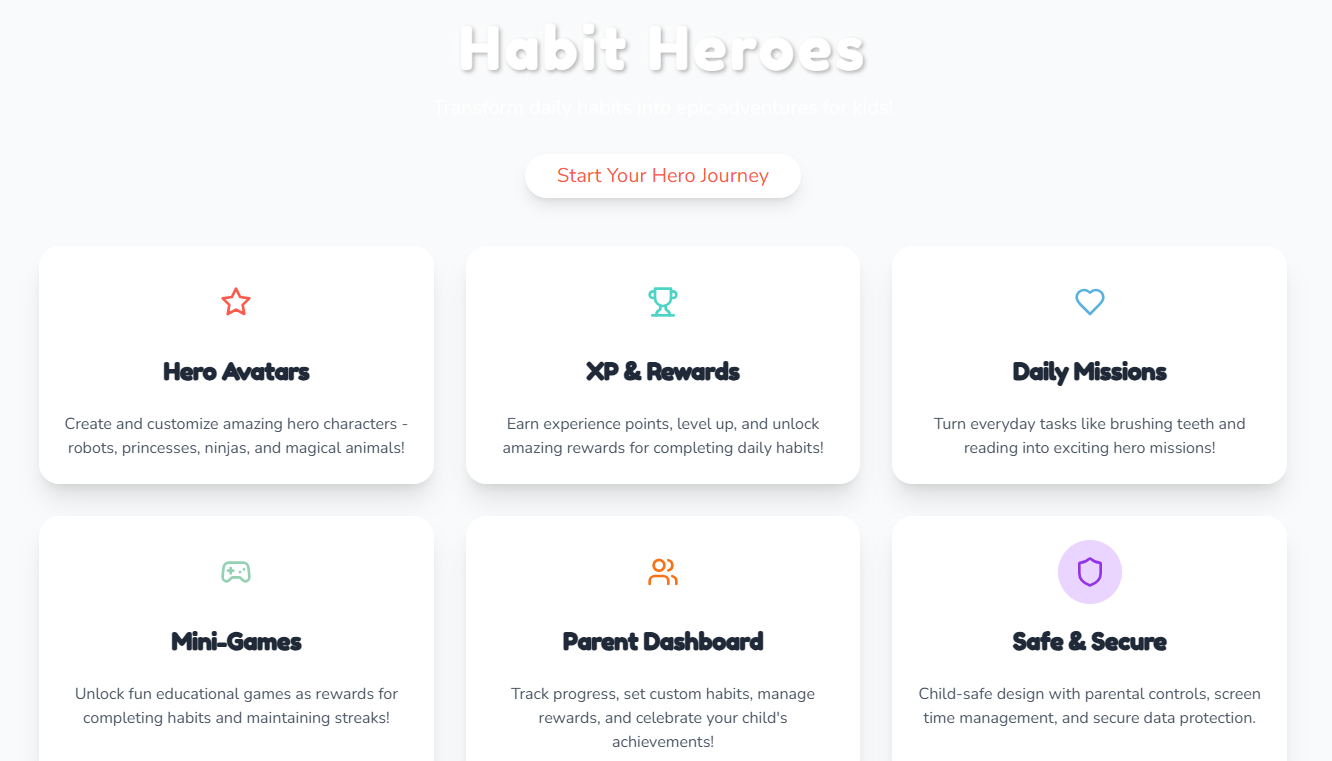 Habit Heroes
Transform daily habits into epic adventures for kids!
Start Your Hero Journey
Hero Avatars
Create and customize amazing hero characters -
robots, princesses, ninjas, and magical animals!
XP & Rewards
Earn experience points, level up, and unlock
amazing rewards for completing daily habits!
Daily Missions
Turn everyday tasks like brushing teeth and
reading into exciting hero missions!
Mini-Games
Unlock fun educational games as rewards for
completing habits and maintaining streaks!
Parent Dashboard
Track progress, set custom habits, manage
rewards, and celebrate your child's
achievements!
Safe & Secure
Child-safe design with parental controls, screen
time management, and secure data protection.